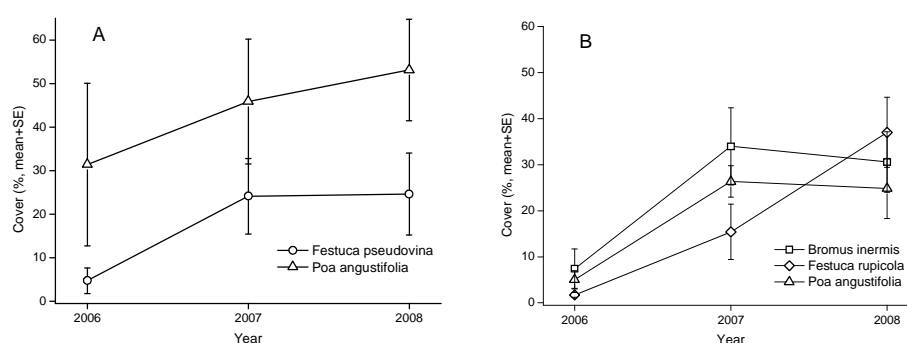 A
60
50
40
30
20
10
0
Cover (%, mean+SE)
Festuca pseudovina
Poa angustifolia
2006 2007 2008
Year
B
60
50
40
30
20
10
0
Cover (%, mean+SE)
Bromus inermis
Festuca rupicola
Poa angustifolia
2006 2007 2008
Year